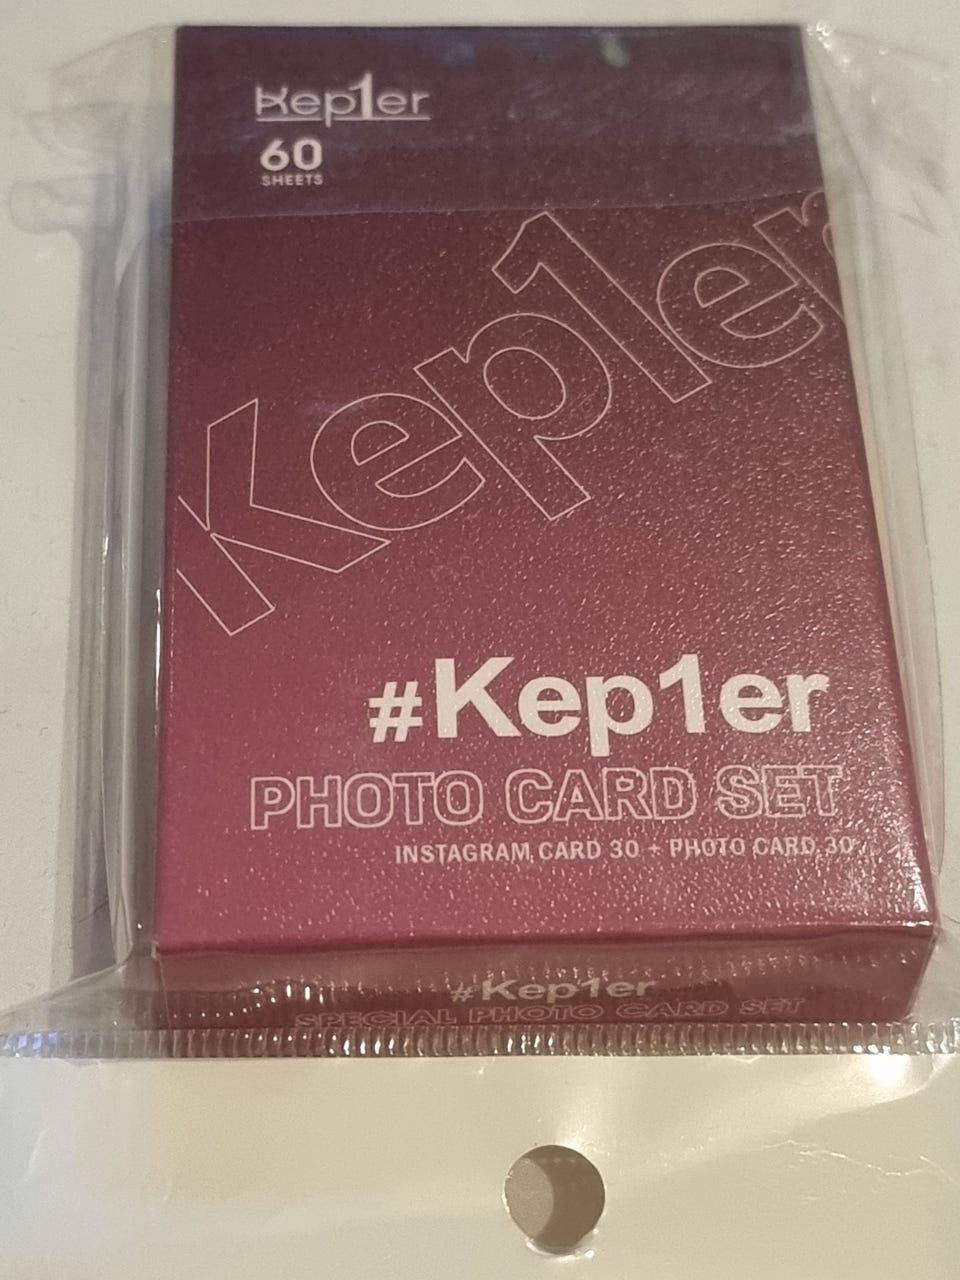 Kep1er
60
SHEETS
Kep1er
#Kep1er
PHOTO CARD SET
INSTAGRAM CARD 30 + PHOTO CARD 30
#Kep1er
SPECIAL PHOTO CARD SET